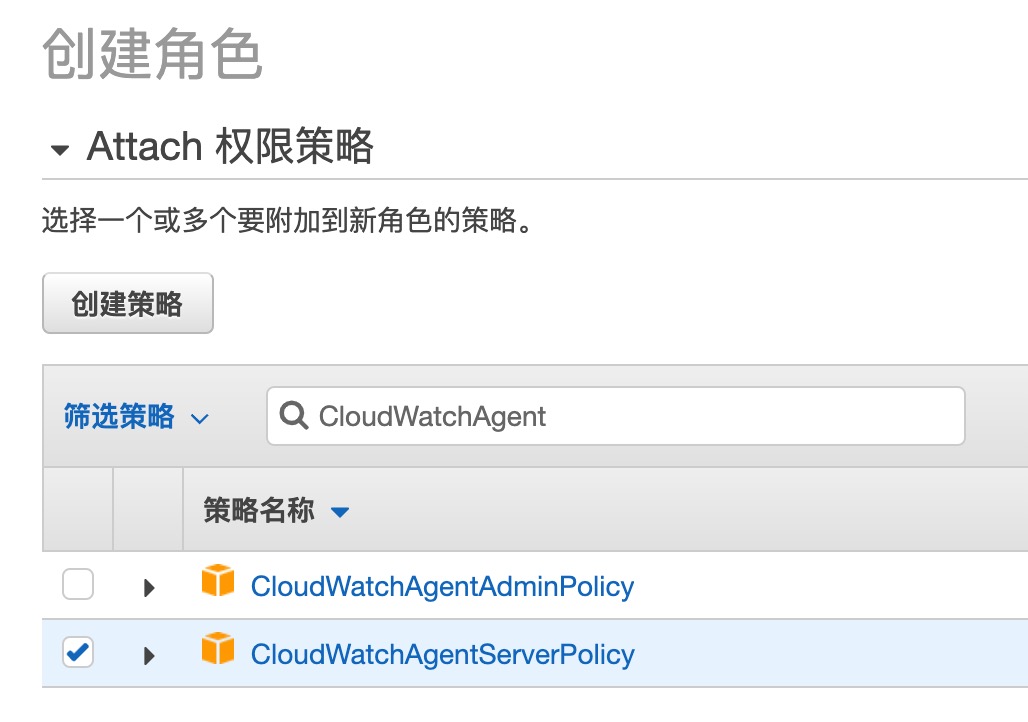 创建角色
Attach 权限策略
选择一个或多个要附加到新角色的策略。
创建策略
筛选策略 CloudWatchAgent
策略名称
CloudWatchAgentAdminPolicy
CloudWatchAgentServerPolicy